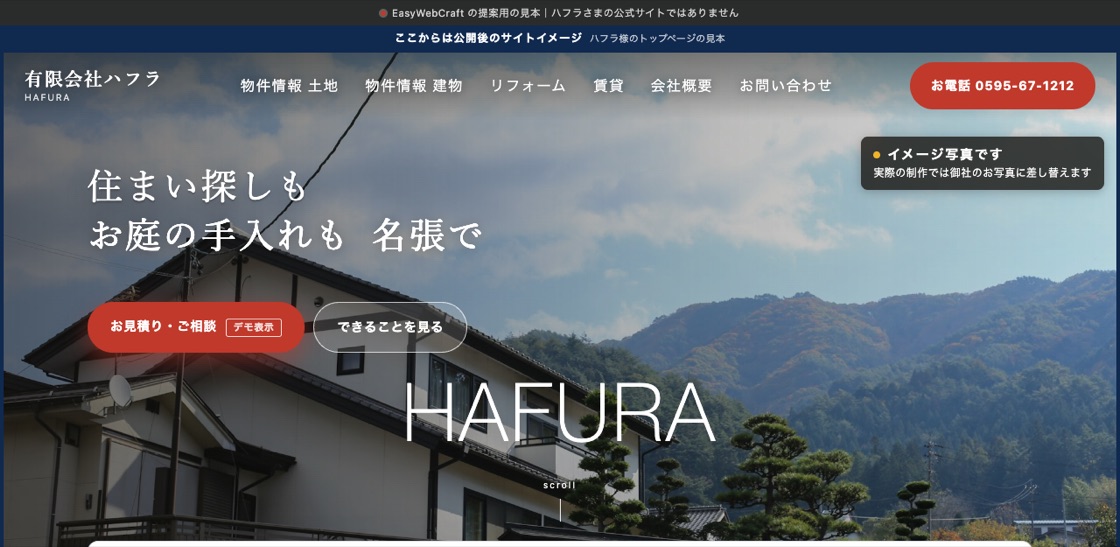 EasyWebCraft の提案用の見本｜ハフラさまの公式サイトではありません
ここからは公開後のサイトイメージ ハフラ様のトップページの見本
有限会社ハフラ
HAFURA
物件情報 土地 物件情報 建物 リフォーム 賃貸 会社概要 お問い合わせ
お電話 0595-67-1212
イメージ写真です
実際の制作では御社のお写真に差し替えます
住まい探しも
お庭の手入れも 名張で
お見積り・ご相談 デモ表示 できることを見る
HAFURA
scroll